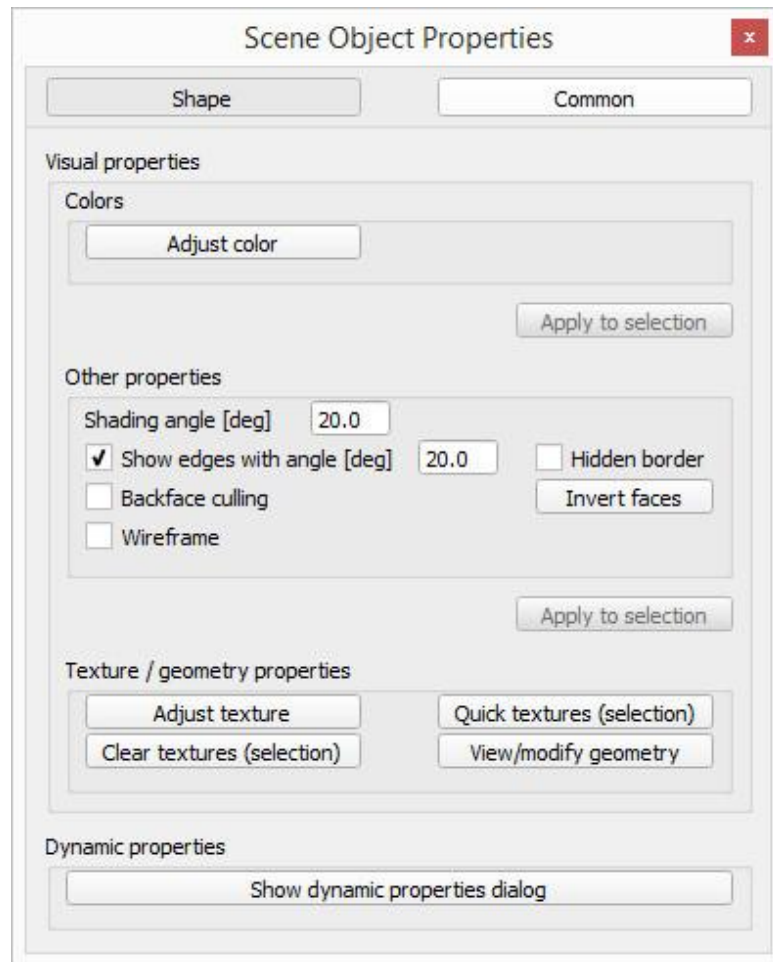 Scene Object Properties
x
Shape Common
Visual properties
Colors
Adjust color
Apply to selection
Other properties
Shading angle [deg] 20.0
Show edges with angle [deg] 20.0 Hidden border
Backface culling Invert faces
Wireframe
Apply to selection
Texture / geometry properties
Adjust texture Quick textures (selection)
Clear textures (selection) View/modify geometry
Dynamic properties
Show dynamic properties dialog